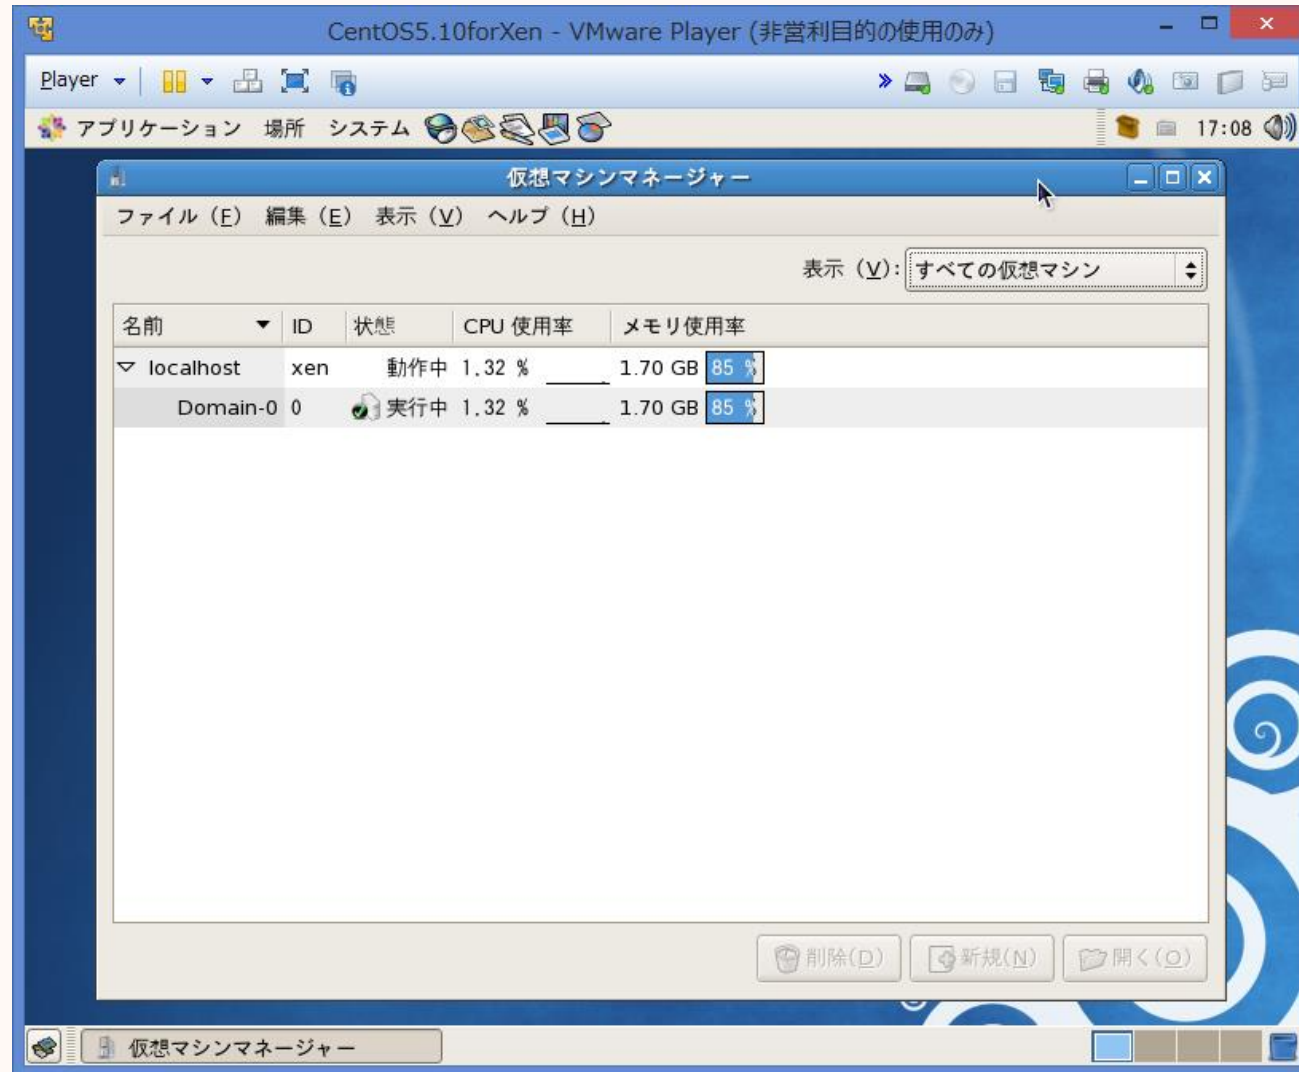 CentOS5.10forXen - VMware Player (非営利目的の使用のみ)
Player
アプリケーション 場所 システム 17:08
仮想マシンマネージャー
ファイル (F) 編集 (E) 表示 (V) ヘルプ (H)
表示 (V): すべての仮想マシン
名前 ID 状態 CPU 使用率 メモリ使用率
localhost xen 動作中 1.32 % 1.70 GB 85 %
Domain-0 0 実行中 1.32 % 1.70 GB 85 %
削除(D) 新規(N) 開く(O)
仮想マシンマネージャー